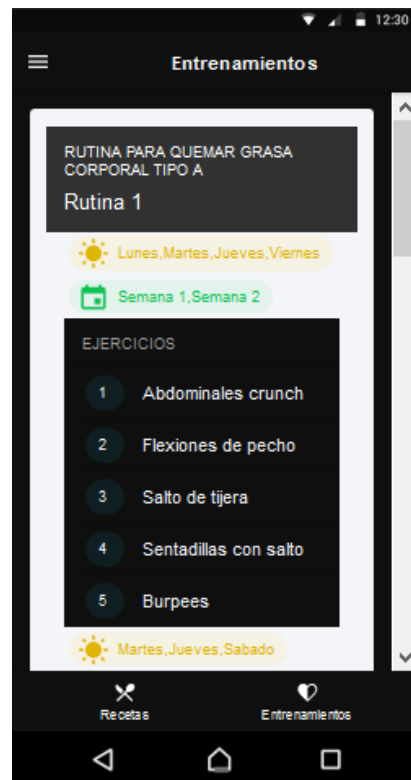 12:30
Entrenamientos
RUTINA PARA QUEMAR GRASA
CORPORAL TIPO A
Rutina 1
Lunes,Martes,Jueves,Viernes
Semana 1,Semana 2
EJERCICIOS
1 Abdominales crunch
2 Flexiones de pecho
3 Salto de tijera
4 Sentadillas con salto
5 Burpees
Martes,Jueves,Sabado
Recetas Entrenamientos